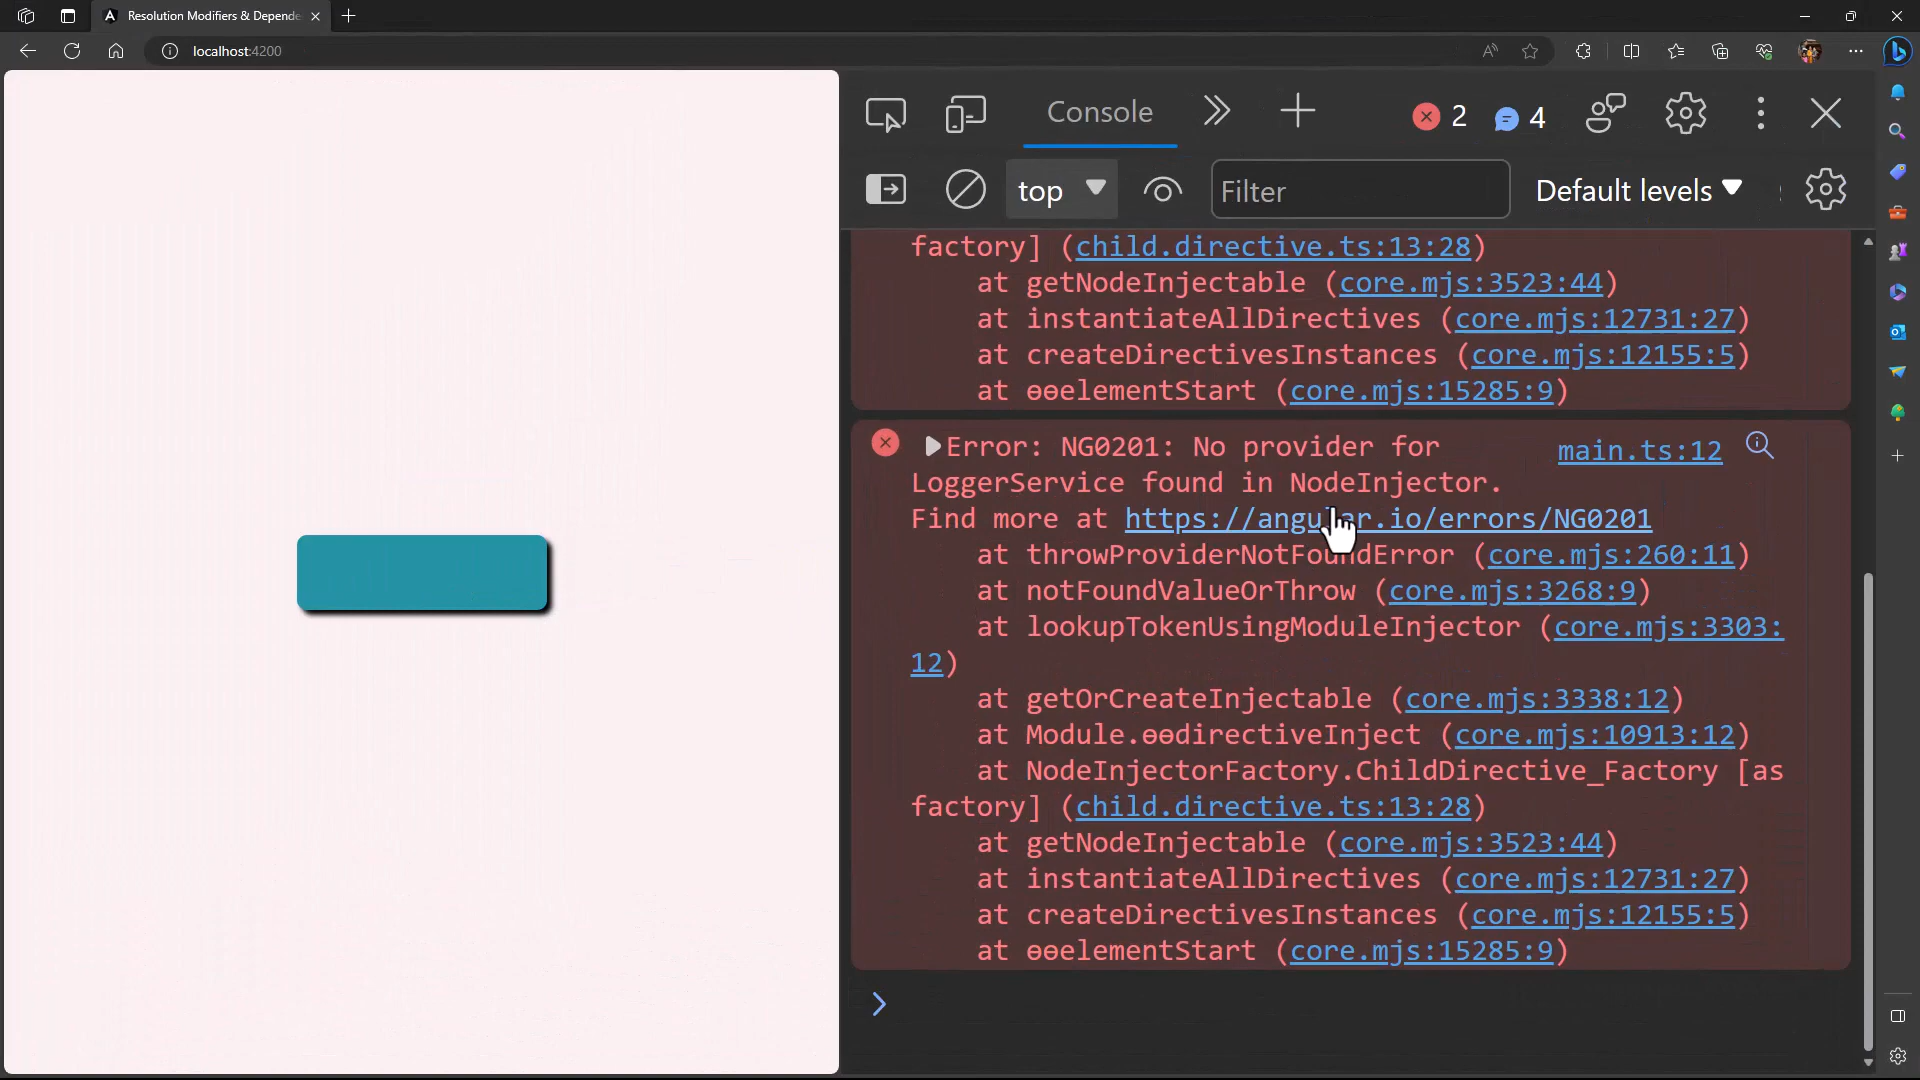 Resolution Modifiers & Depende
localhost:4200
Console
2
4
top
Filter
Default levels
factory] (child.directive.ts:13:28)
at getNodeInjectable (core.mjs:3523:44)
at instantiateAllDirectives (core.mjs:12731:27)
at createDirectivesInstances (core.mjs:12155:5)
at ɵɵelementStart (core.mjs:15285:9)
Error: NG0201: No provider for main.ts:12
LoggerService found in NodeInjector.
Find more at https://angular.io/errors/NG0201
at throwProviderNotFoundError (core.mjs:260:11)
at notFoundValueOrThrow (core.mjs:3268:9)
at lookupTokenUsingModuleInjector (core.mjs:3303:
12)
at getOrCreateInjectable (core.mjs:3338:12)
at Module.ɵɵdirectiveInject (core.mjs:10913:12)
at NodeInjectorFactory.ChildDirective_Factory [as
factory] (child.directive.ts:13:28)
at getNodeInjectable (core.mjs:3523:44)
at instantiateAllDirectives (core.mjs:12731:27)
at createDirectivesInstances (core.mjs:12155:5)
at ɵɵelementStart (core.mjs:15285:9)